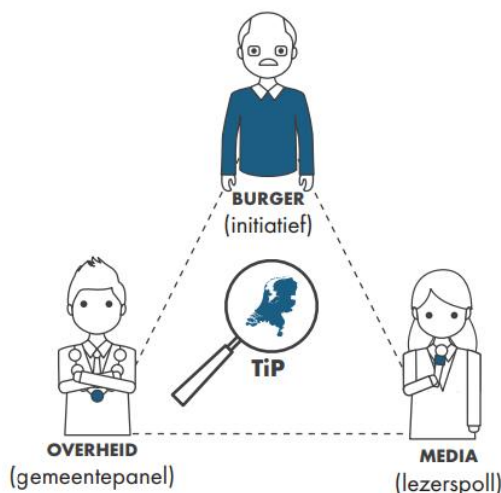 BURGER
(initiatief)
TiP
OVERHEID
(gemeentepanel)
MEDIA
(lezerspoll)